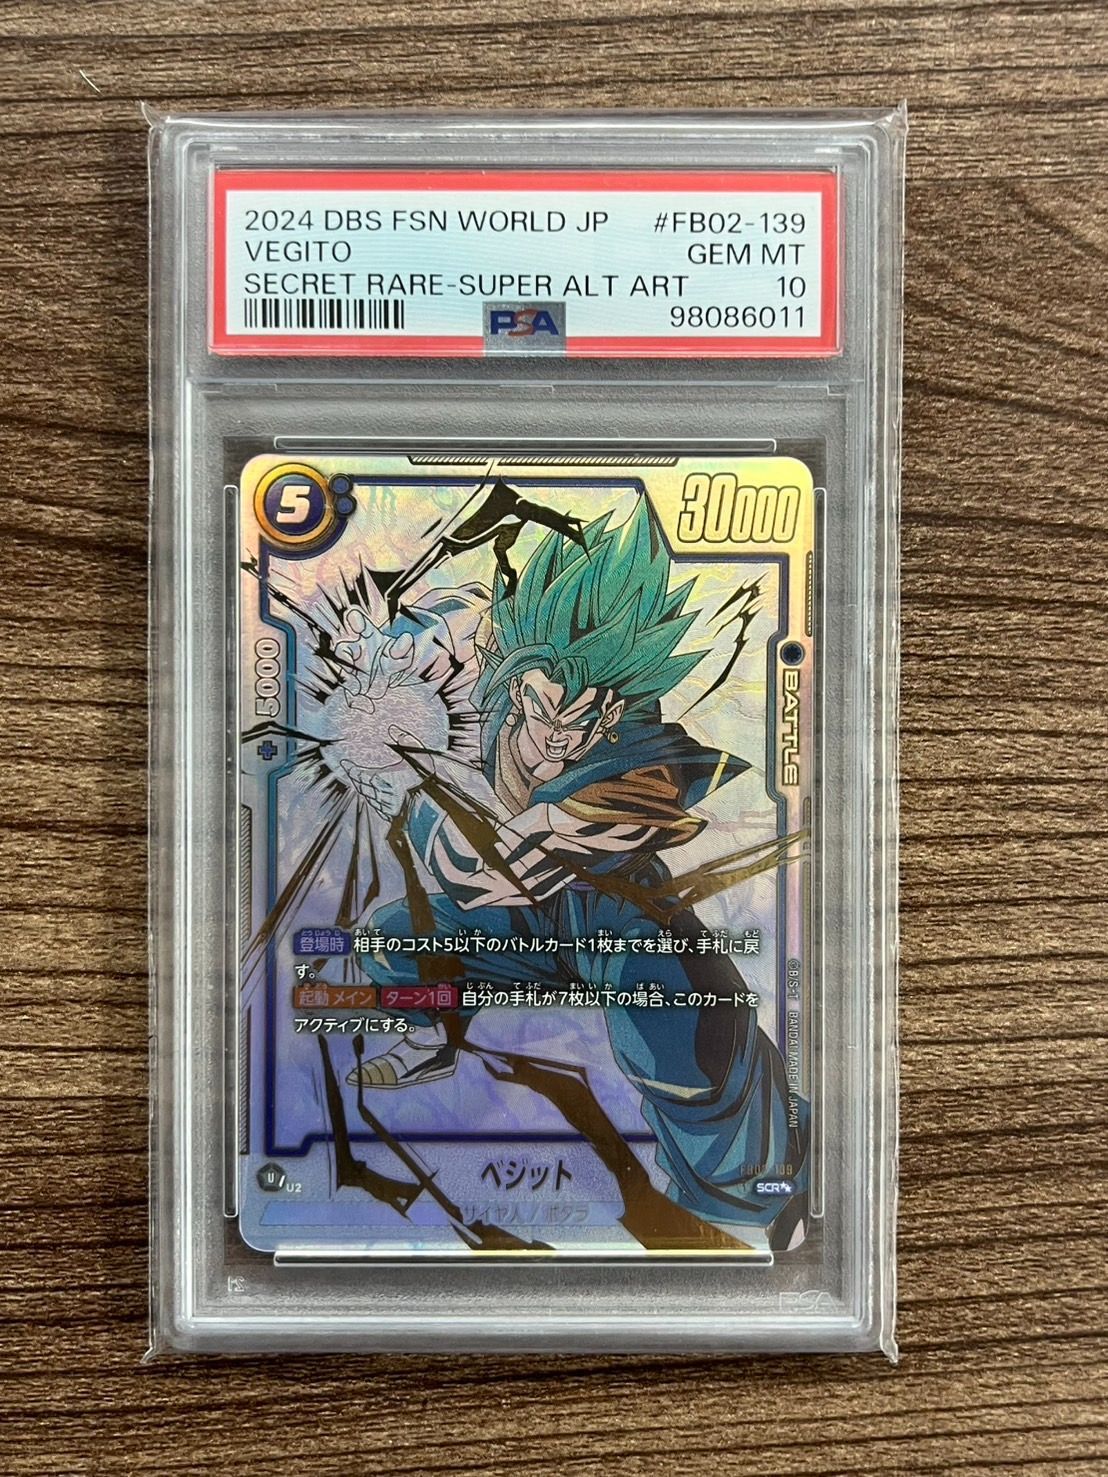 2024 DBS FSN WORLD JP #FB02-139
VEGITO GEM MT
SECRET RARE-SUPER ALT ART 10
PSA 98086011
5 30000
+ 5000
BATTLE
登場時 相手のコスト5以下のバトルカード1枚までを選び、手札に戻
す。
起動メイン ターン1回 自分の手札が7枚以下の場合、このカードを
アクティブにする。
©B/S・T BANDAI MADE IN JAPAN
ベジット
サイヤ人 / ポタラ
U/U2
FB02-139
SCR★★
PSA